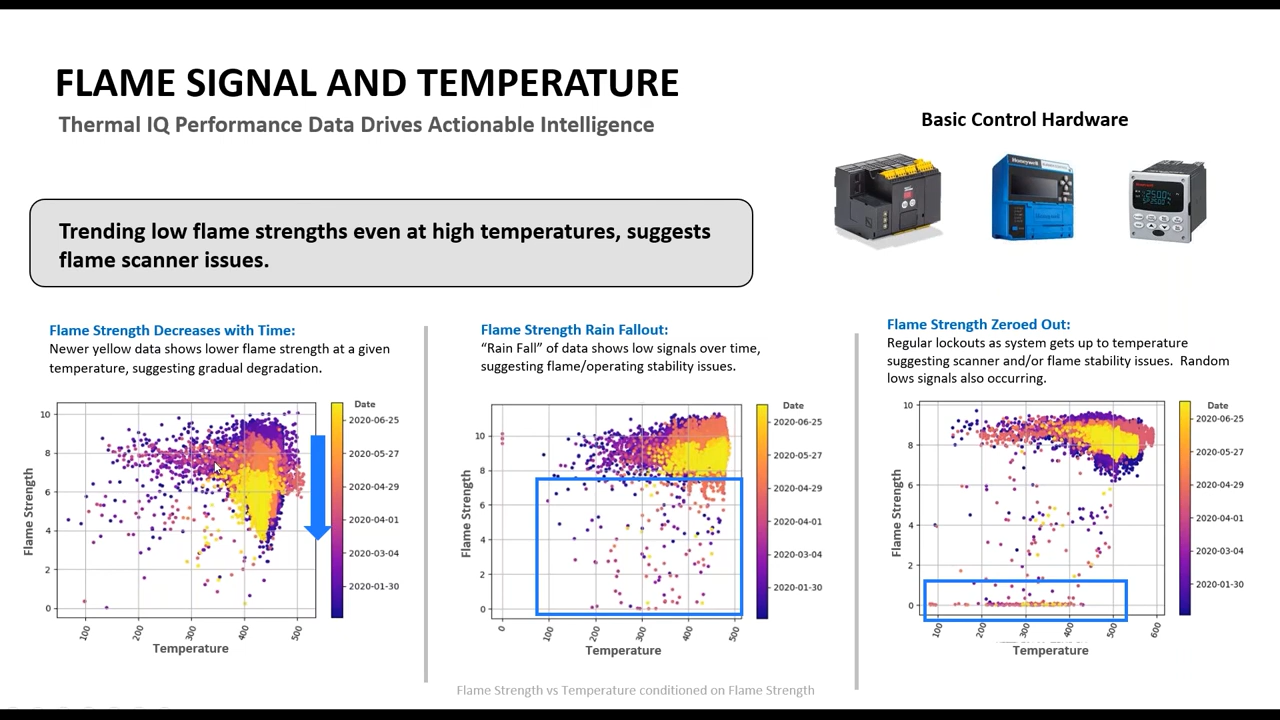 FLAME SIGNAL AND TEMPERATURE
Thermal IQ Performance Data Drives Actionable Intelligence
Basic Control Hardware
Honeywell
Honeywell
Trending low flame strengths even at high temperatures, suggests
flame scanner issues.
Flame Strength Decreases with Time:
Newer yellow data shows lower flame strength at a given
temperature, suggesting gradual degradation.
Date
10
8
6
4
2
0
Flame Strength
100
200
300
400
500
Temperature
2020-06-25
2020-05-27
2020-04-29
2020-04-01
2020-03-04
2020-01-30
Flame Strength Rain Fallout:
“Rain Fall” of data shows low signals over time,
suggesting flame/operating stability issues.
Date
10
8
6
4
2
0
Flame Strength
0
100
200
300
400
500
Temperature
2020-06-25
2020-05-27
2020-04-29
2020-04-01
2020-03-04
2020-01-30
Flame Strength Zeroed Out:
Regular lockouts as system gets up to temperature
suggesting scanner and/or flame stability issues. Random
lows signals also occurring.
Date
10
8
6
4
2
0
Flame Strength
100
200
300
400
500
600
Temperature
2020-06-25
2020-05-27
2020-04-29
2020-04-01
2020-03-04
2020-01-30
Flame Strength vs Temperature conditioned on Flame Strength